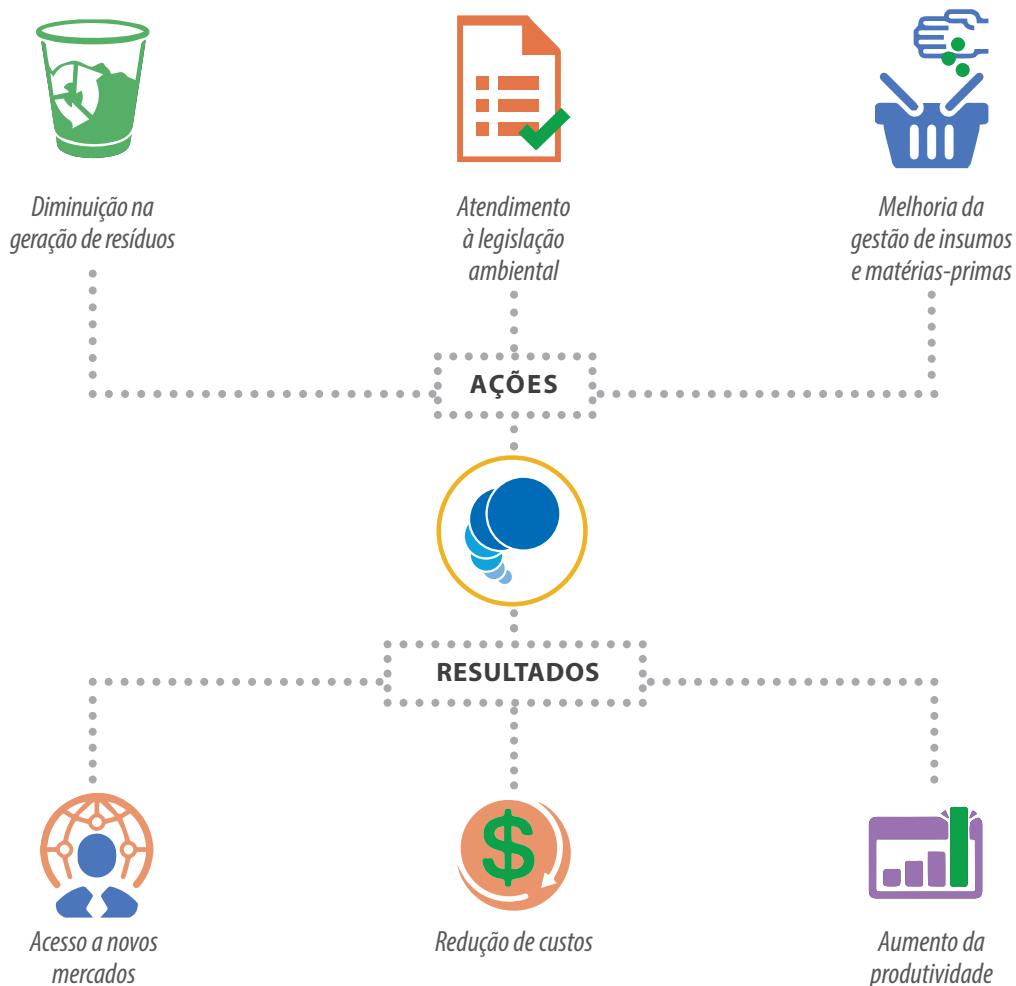 Diminuição na
geração de resíduos
Atendimento
à legislação
ambiental
Melhoria da
gestão de insumos
e matérias-primas
AÇÕES
RESULTADOS
Acesso a novos
mercados
Redução de custos
Aumento da
produtividade